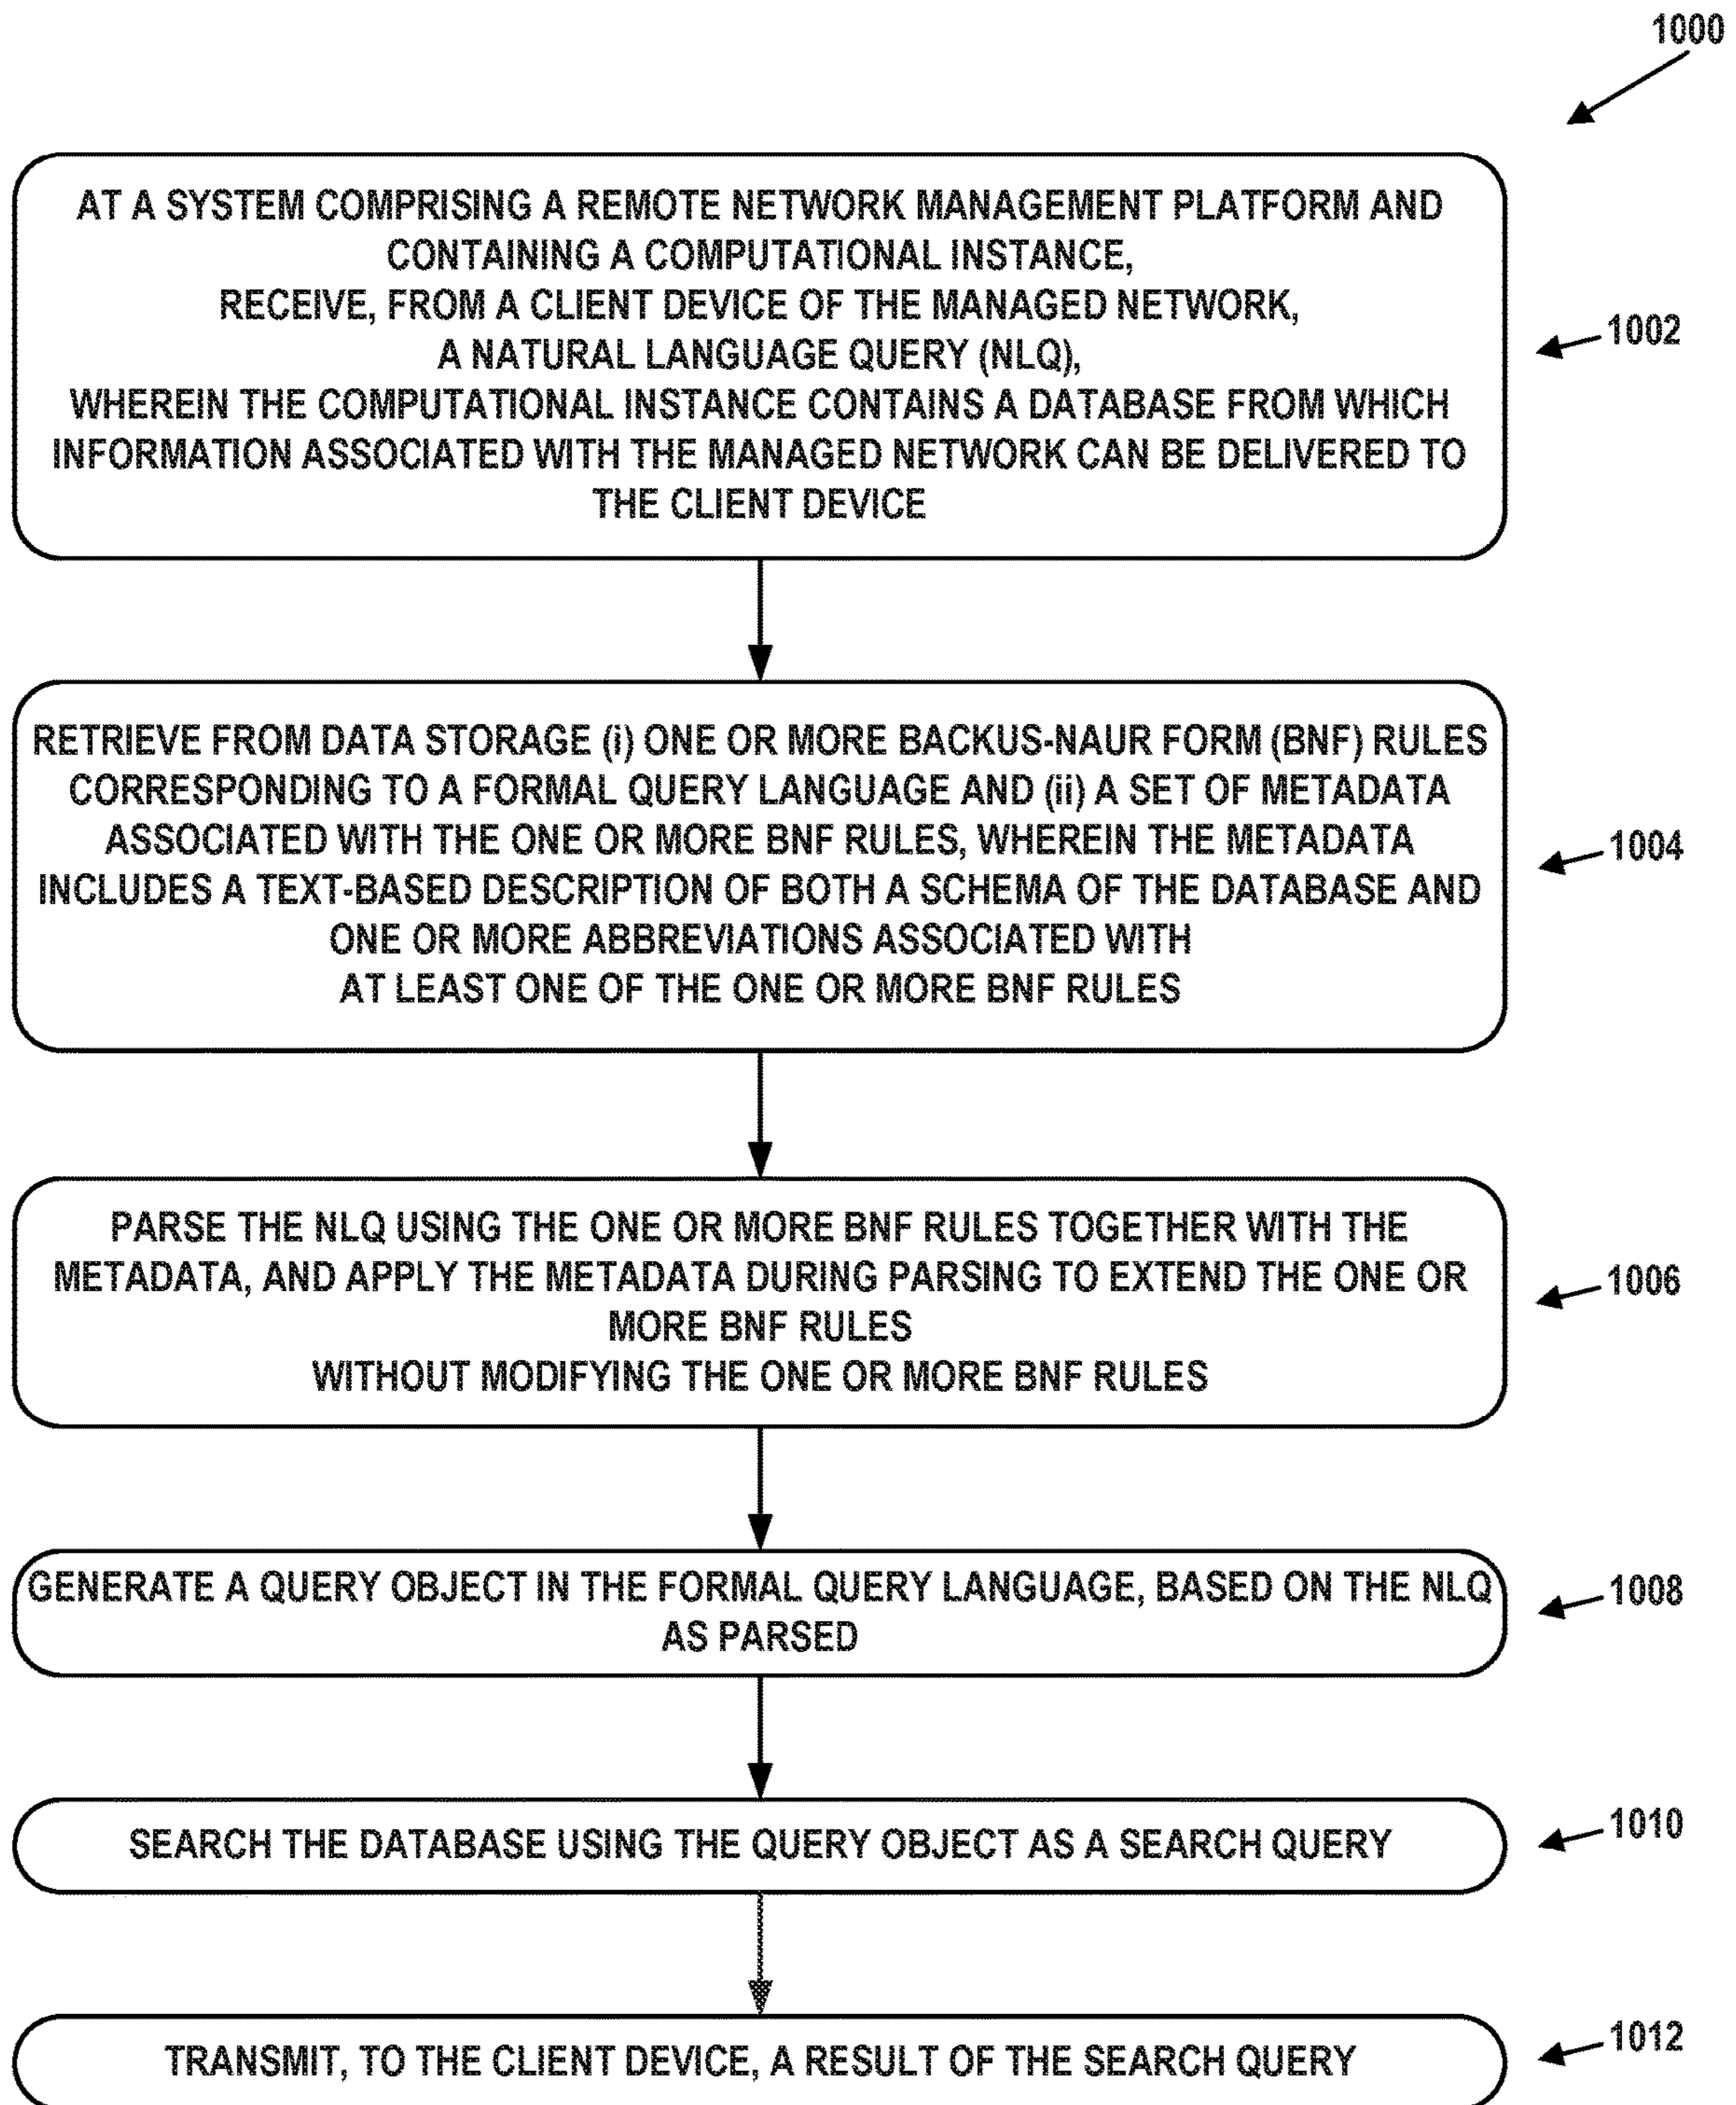 1000
AT A SYSTEM COMPRISING A REMOTE NETWORK MANAGEMENT PLATFORM AND
CONTAINING A COMPUTATIONAL INSTANCE,
RECEIVE, FROM A CLIENT DEVICE OF THE MANAGED NETWORK,
A NATURAL LANGUAGE QUERY (NLQ),
WHEREIN THE COMPUTATIONAL INSTANCE CONTAINS A DATABASE FROM WHICH
INFORMATION ASSOCIATED WITH THE MANAGED NETWORK CAN BE DELIVERED TO
THE CLIENT DEVICE
1002
RETRIEVE FROM DATA STORAGE (i) ONE OR MORE BACKUS-NAUR FORM (BNF) RULES
CORRESPONDING TO A FORMAL QUERY LANGUAGE AND (ii) A SET OF METADATA
ASSOCIATED WITH THE ONE OR MORE BNF RULES, WHEREIN THE METADATA
INCLUDES A TEXT-BASED DESCRIPTION OF BOTH A SCHEMA OF THE DATABASE AND
ONE OR MORE ABBREVIATIONS ASSOCIATED WITH
AT LEAST ONE OF THE ONE OR MORE BNF RULES
1004
PARSE THE NLQ USING THE ONE OR MORE BNF RULES TOGETHER WITH THE
METADATA, AND APPLY THE METADATA DURING PARSING TO EXTEND THE ONE OR
MORE BNF RULES
WITHOUT MODIFYING THE ONE OR MORE BNF RULES
1006
GENERATE A QUERY OBJECT IN THE FORMAL QUERY LANGUAGE, BASED ON THE NLQ
AS PARSED
1008
SEARCH THE DATABASE USING THE QUERY OBJECT AS A SEARCH QUERY
1010
TRANSMIT, TO THE CLIENT DEVICE, A RESULT OF THE SEARCH QUERY
1012